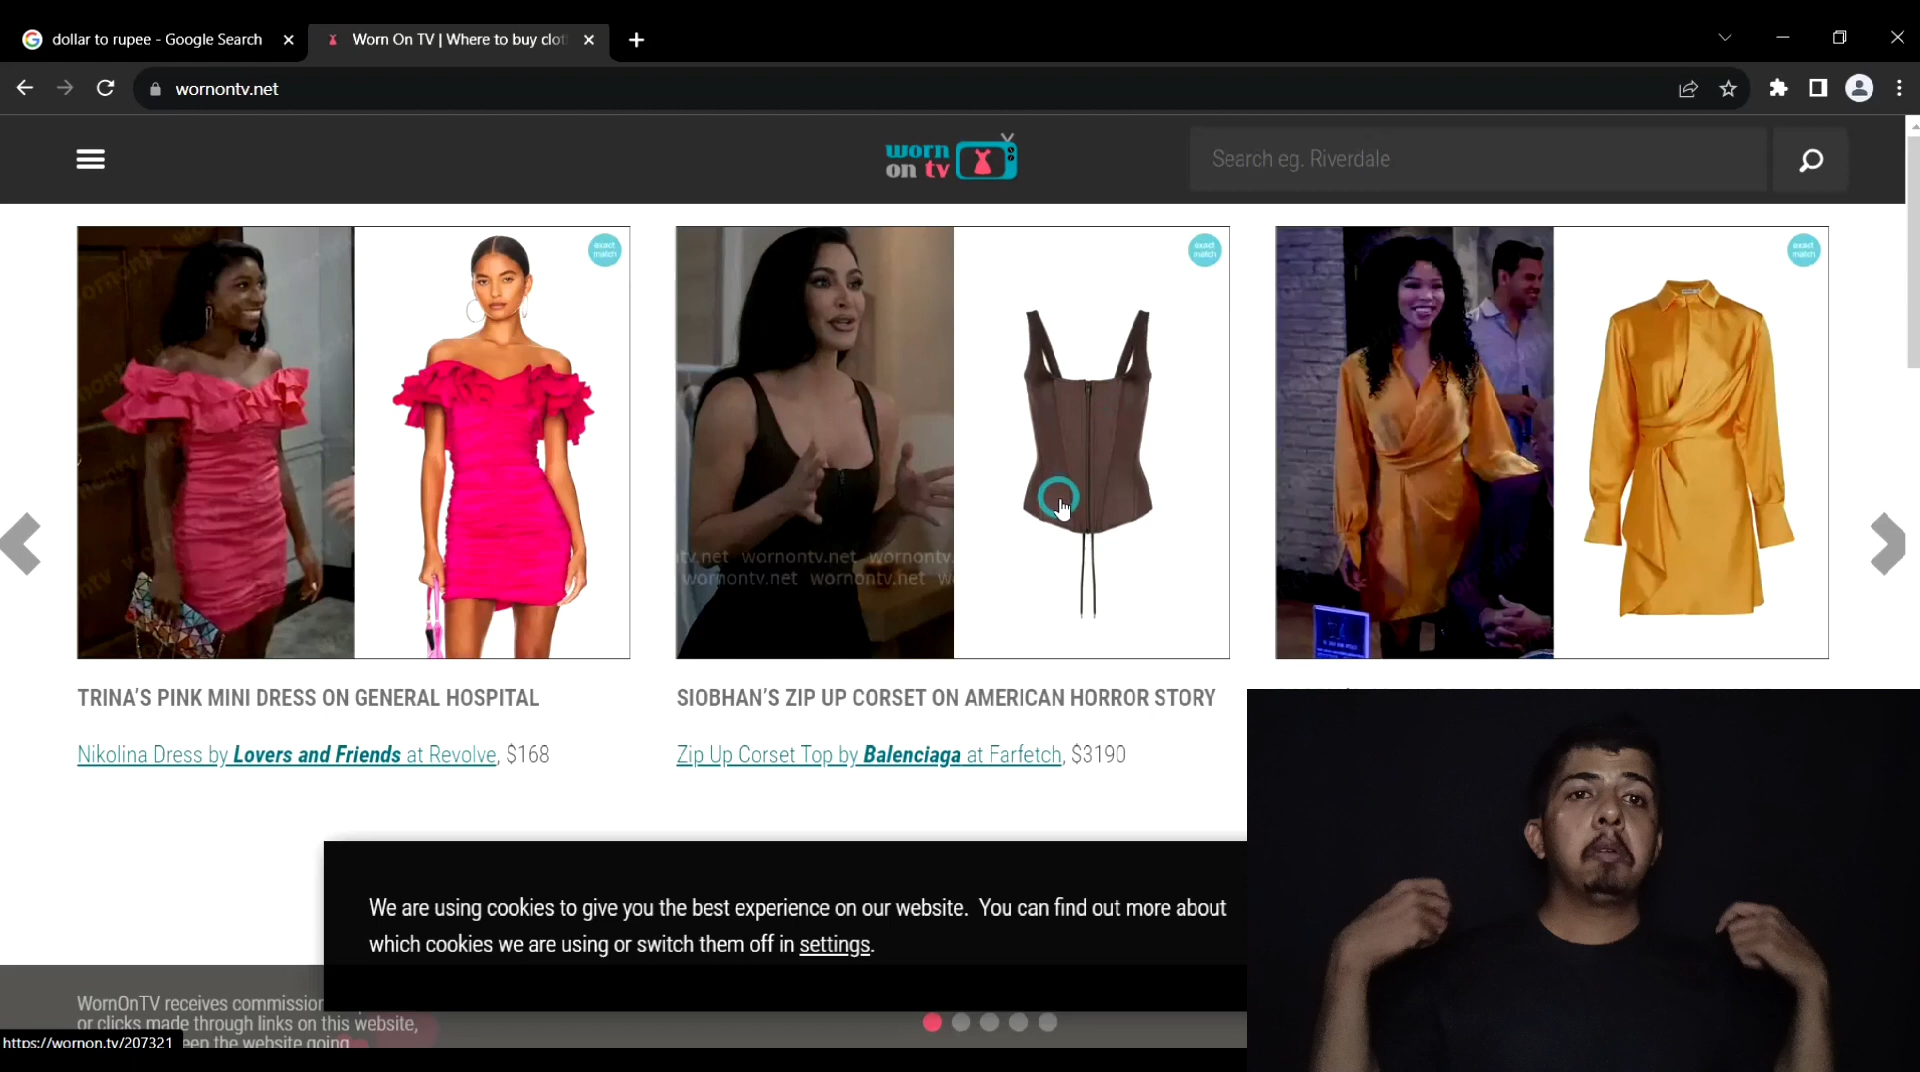 dollar to rupee - Google Search
Worn On TV | Where to buy clot
wornontv.net
worn
on tv
Search eg. Riverdale
exact
match
exact
match
exact
match
tv.net wornontv.net wornontv.
wornontv.net wornontv.net
TRINA'S PINK MINI DRESS ON GENERAL HOSPITAL
SIOBHAN'S ZIP UP CORSET ON AMERICAN HORROR STORY
Nikolina Dress by Lovers and Friends at Revolve, $168
Zip Up Corset Top by Balenciaga at Farfetch, $3190
We are using cookies to give you the best experience on our website. You can find out more about
which cookies we are using or switch them off in settings.
WornOnTV receives commission
or clicks made through links on this website,
the website going
https://wornon.tv/207321